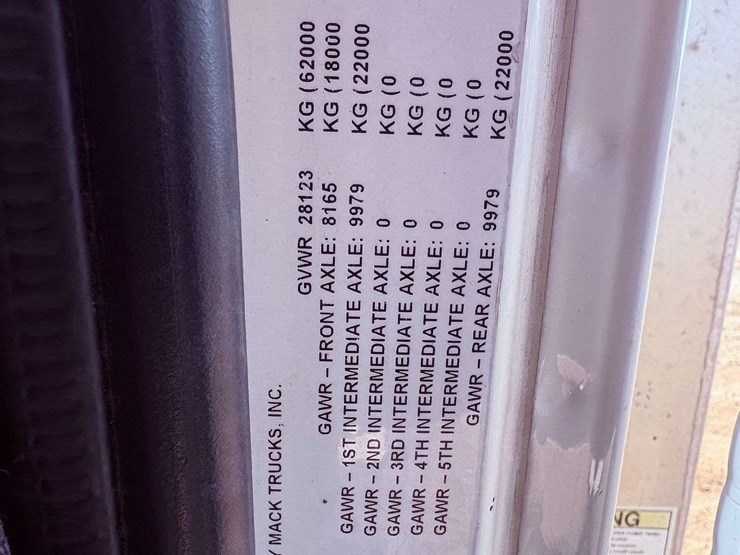 Y MACK TRUCKS, INC.
GVWR 28123 KG (62000
GAWR – FRONT AXLE: 8165 KG (18000
GAWR – 1ST INTERMEDIATE AXLE: 9979 KG (22000
GAWR – 2ND INTERMEDIATE AXLE: 0 KG (0
GAWR – 3RD INTERMEDIATE AXLE: 0 KG (0
GAWR – 4TH INTERMEDIATE AXLE: 0 KG (0
GAWR – 5TH INTERMEDIATE AXLE: 0 KG (0
GAWR – REAR AXLE: 9979 KG (22000
NG